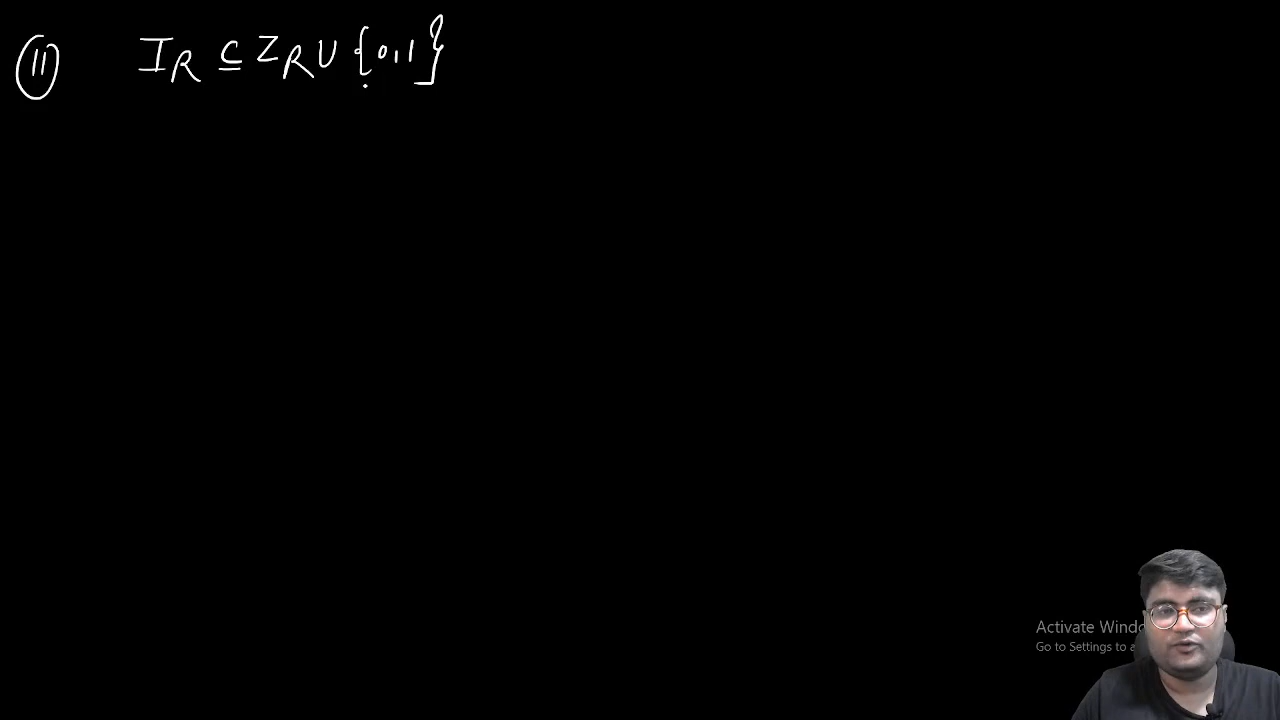 (11) I_R ⊆ Z_R ∪ {0,1}
Activate Windo
Go to Settings to a